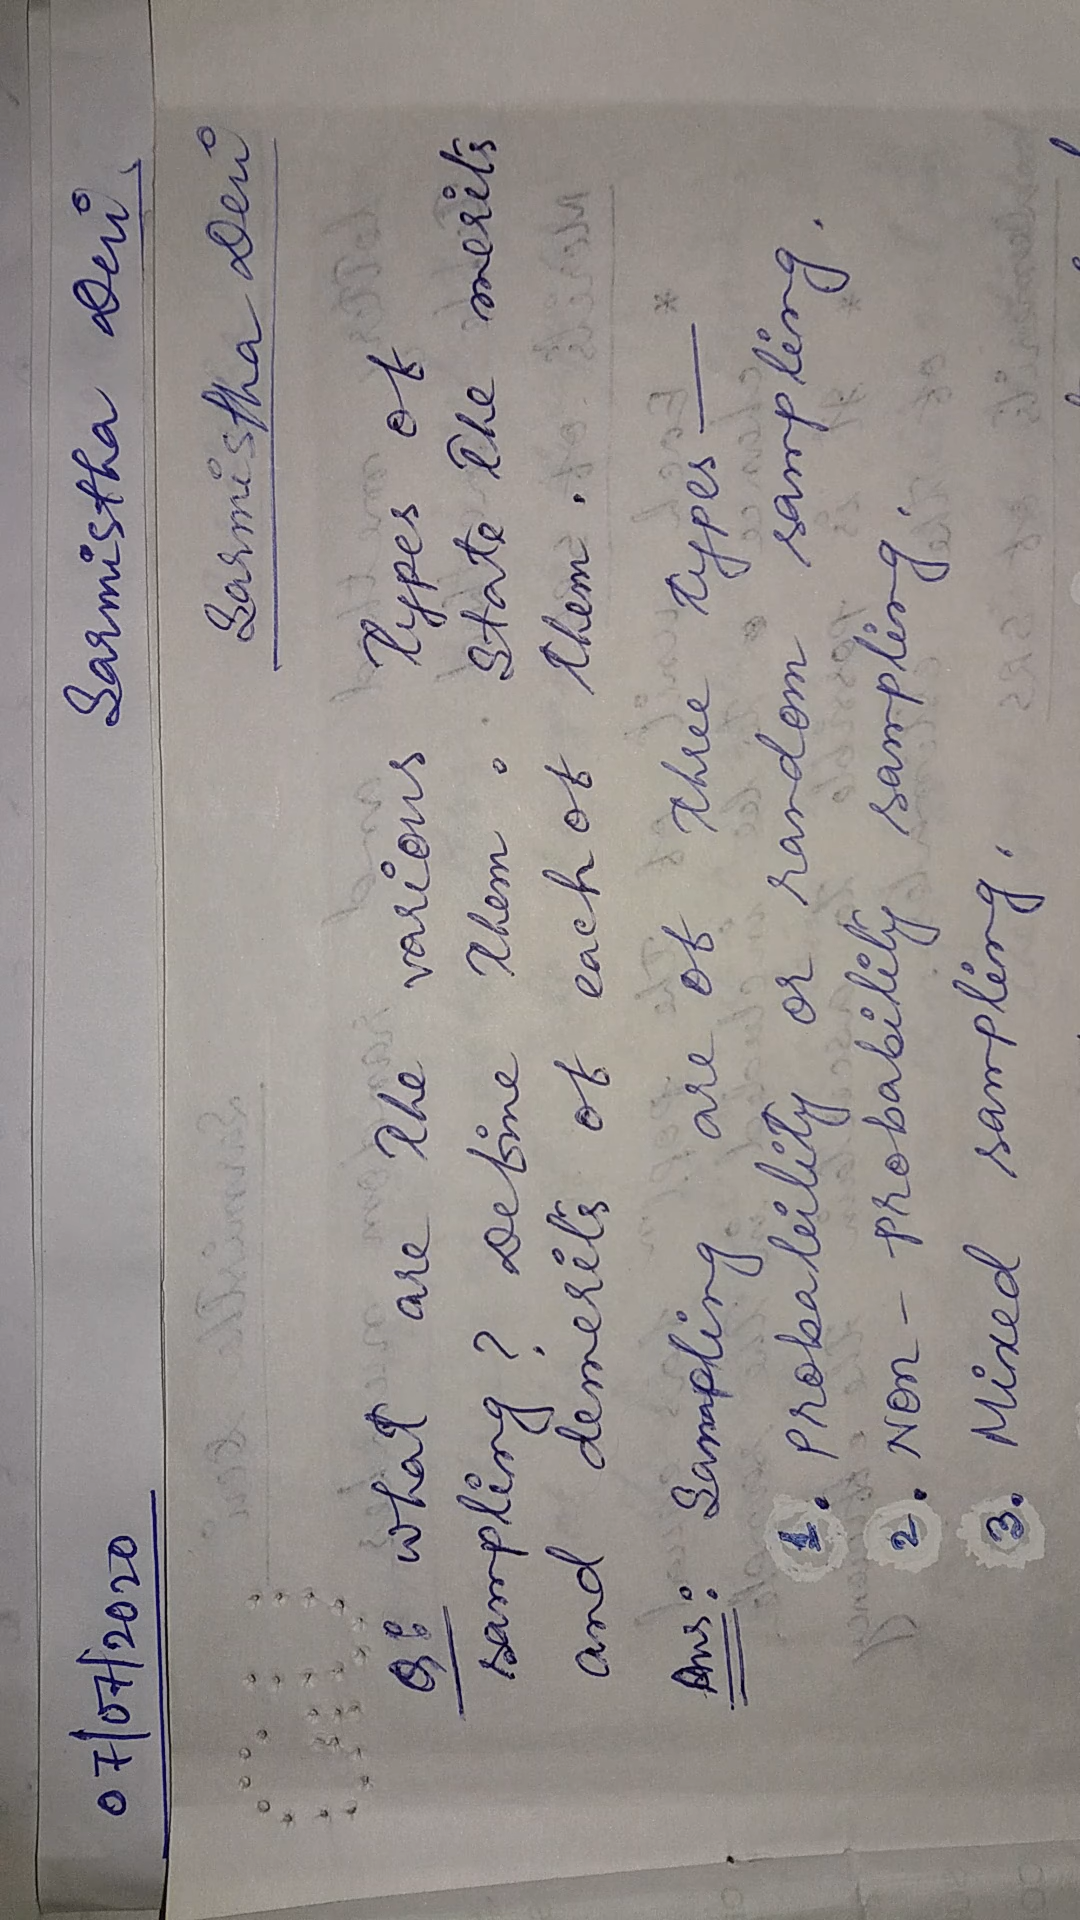 07/07/2020 Sarmistha Devi
Sarmistha Devi
Q: What are the various types of
sampling? Define them. State the merits
and demerits of each of them.
Ans: Sampling are of three types—
1. Probability or random sampling.
2. Non-probability sampling.
3. Mixed sampling.